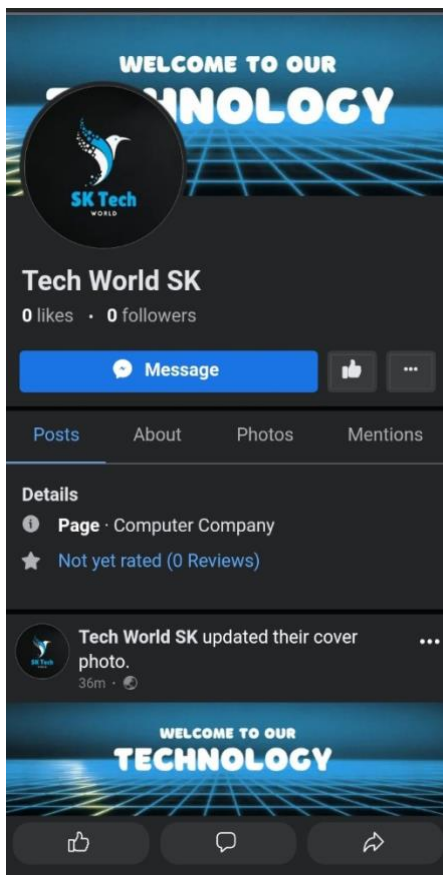 WELCOME TO OUR
TECHNOLOGY
SK Tech
WORLD
Tech World SK
0 likes · 0 followers
Message
Posts About Photos Mentions
Details
Page · Computer Company
Not yet rated (0 Reviews)
Tech World SK updated their cover
photo.
36m ·
SK Tech
WELCOME TO OUR
TECHNOLOGY